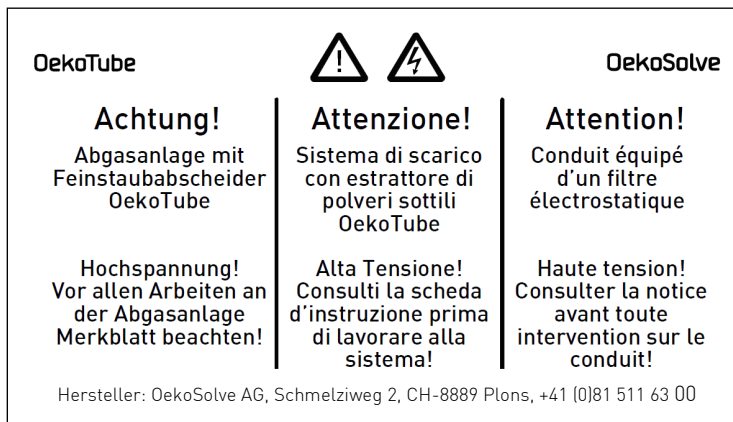 OekoTube
OekoSolve
Achtung!
Abgasanlage mit
Feinstaubabscheider
OekoTube
Hochspannung!
Vor allen Arbeiten an
der Abgasanlage
Merkblatt beachten!
Attenzione!
Sistema di scarico
con estrattore di
polveri sottili
OekoTube
Alta Tensione!
Consulti la scheda
d'instruzione prima
di lavorare alla
sistema!
Attention!
Conduit équipé
d'un filtre
électrostatique
Haute tension!
Consulter la notice
avant toute
intervention sur le
conduit!
Hersteller: OekoSolve AG, Schmelziweg 2, CH-8889 Plons, +41 (0)81 511 63 00